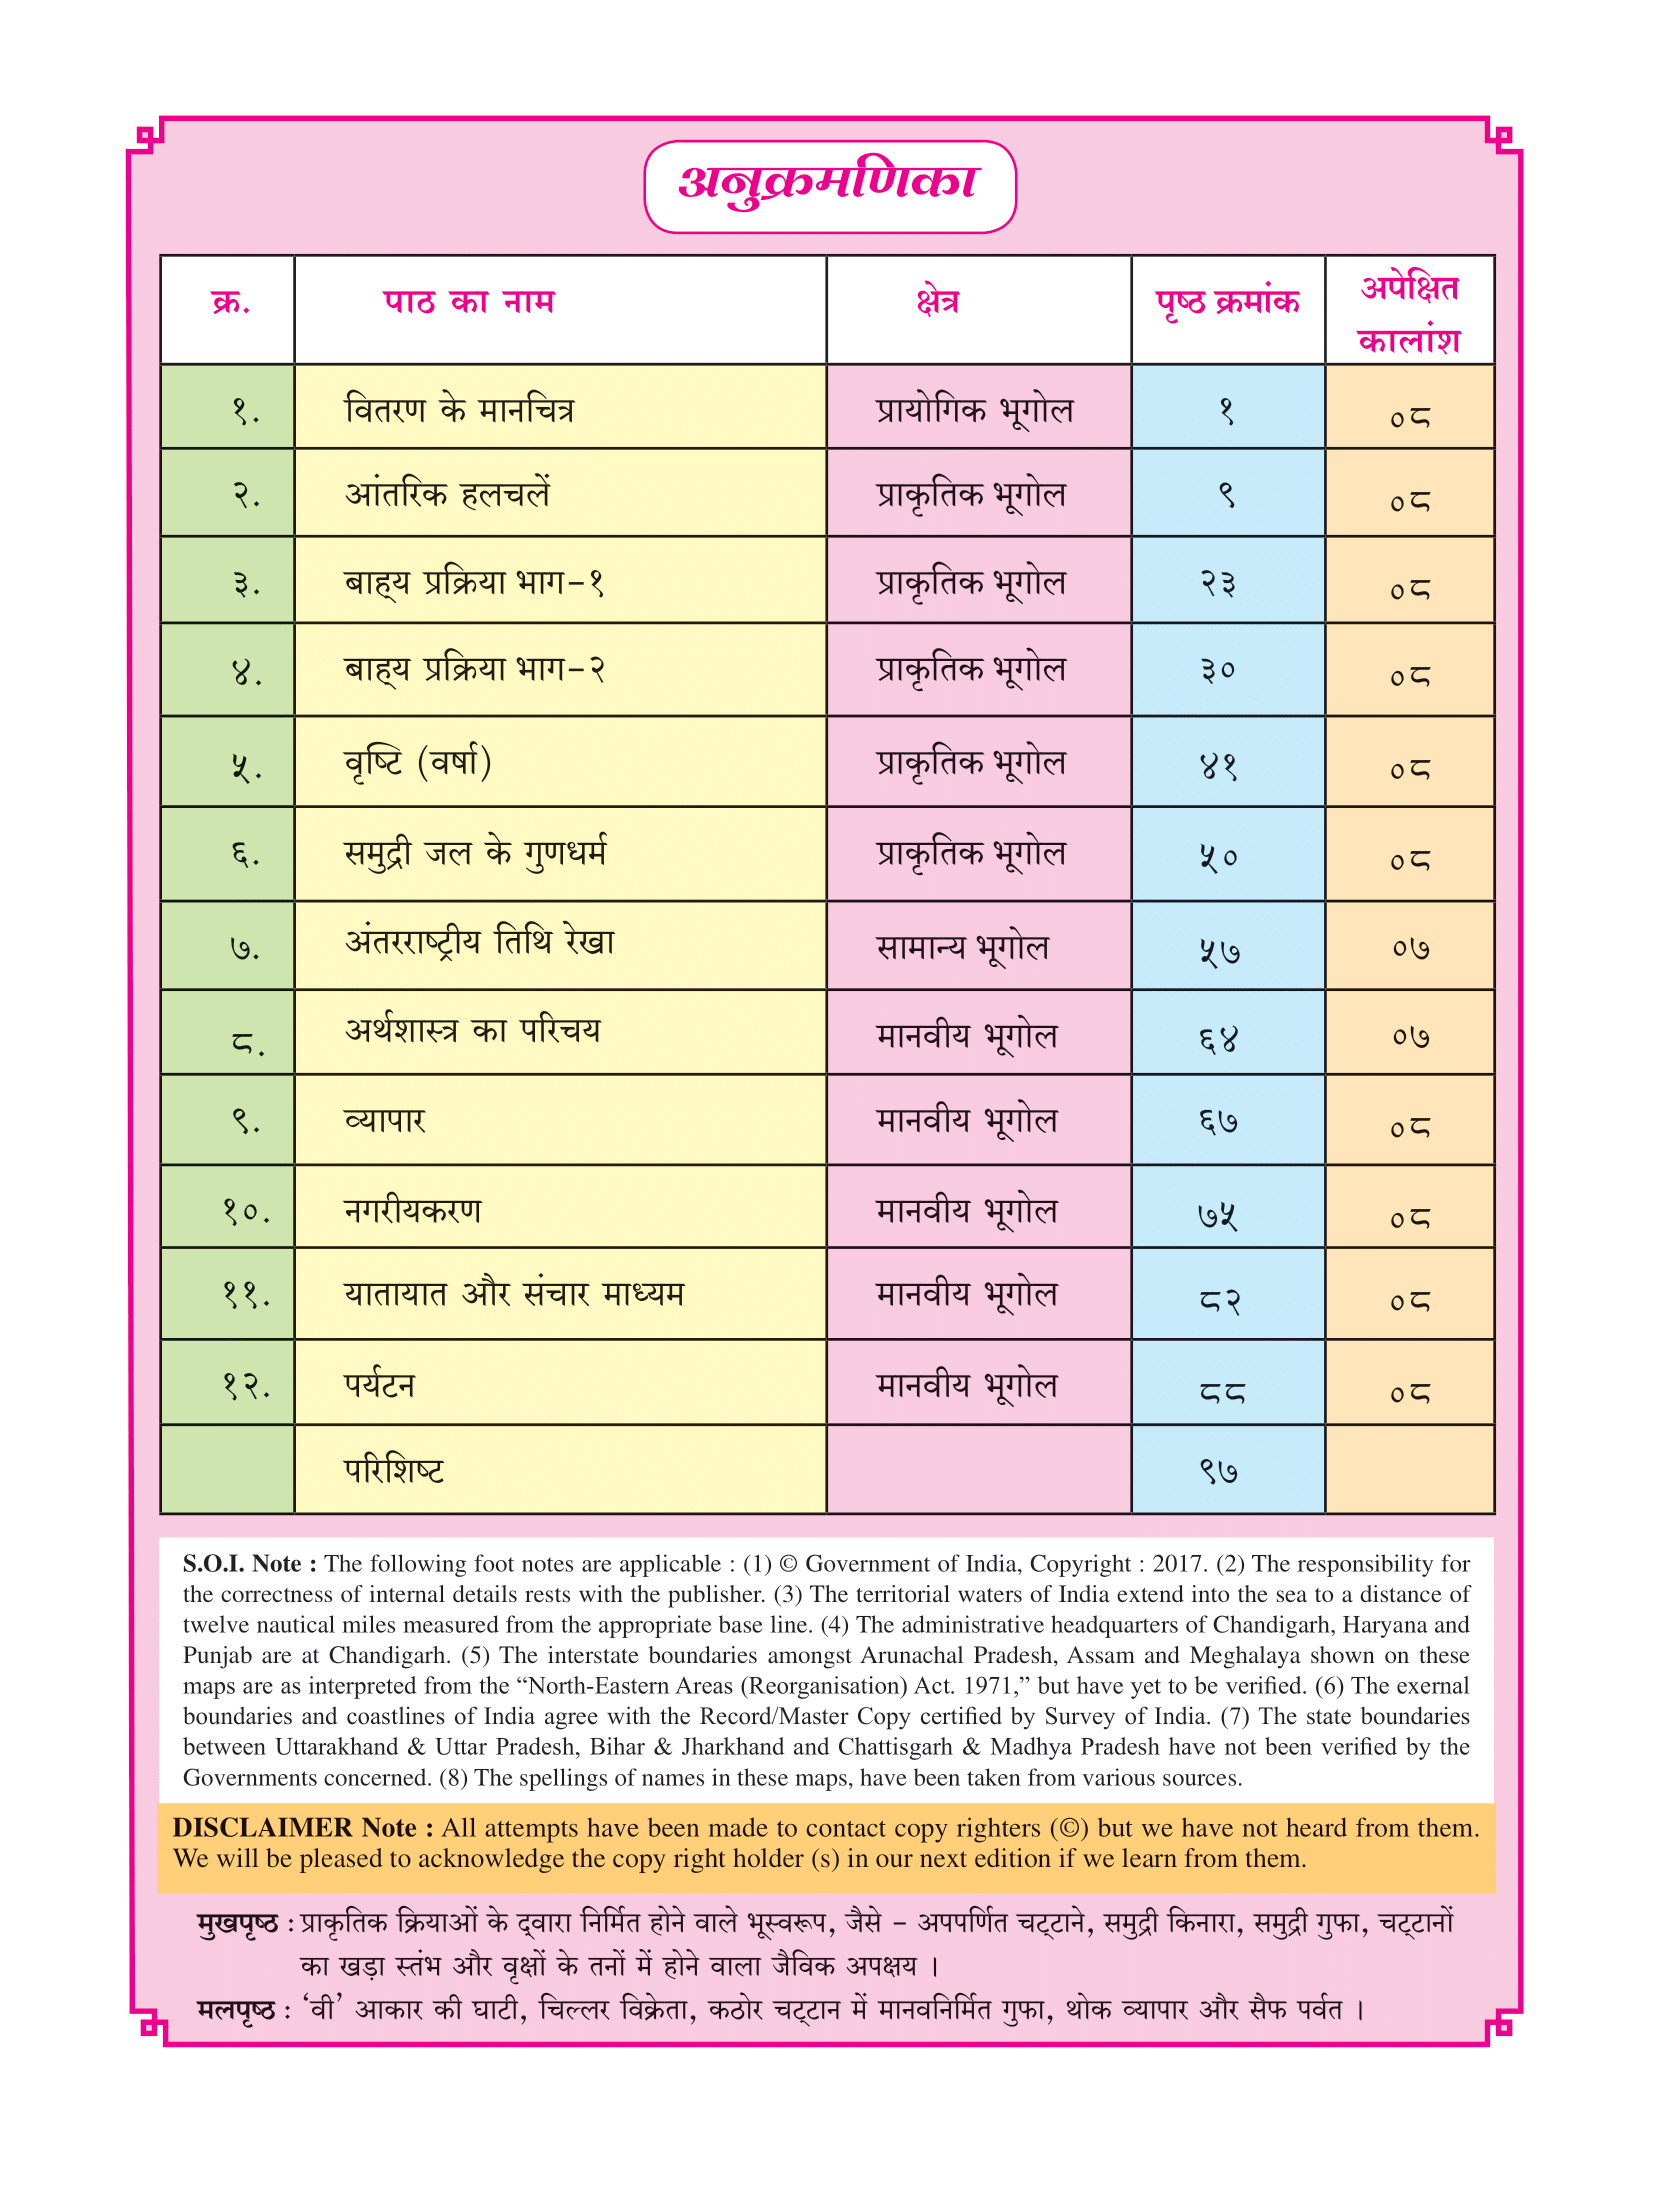 अनुक्रमणिका
क्र. पाठ का नाम क्षेत्र पृष्ठ क्रमांक अपेक्षित कालांश
१. वितरण के मानचित्र प्रायोगिक भूगोल १ ०८
२. आंतरिक हलचलें प्राकृतिक भूगोल ९ ०८
३. बाह्य प्रक्रिया भाग-१ प्राकृतिक भूगोल २३ ०८
४. बाह्य प्रक्रिया भाग-२ प्राकृतिक भूगोल ३० ०८
५. वृष्टि (वर्षा) प्राकृतिक भूगोल ४१ ०८
६. समुद्री जल के गुणधर्म प्राकृतिक भूगोल ५० ०८
७. अंतरराष्ट्रीय तिथि रेखा सामान्य भूगोल ५७ ०७
८. अर्थशास्त्र का परिचय मानवीय भूगोल ६४ ०७
९. व्यापार मानवीय भूगोल ६७ ०८
१०. नगरीयकरण मानवीय भूगोल ७५ ०८
११. यातायात और संचार माध्यम मानवीय भूगोल ८२ ०८
१२. पर्यटन मानवीय भूगोल ८८ ०८
परिशिष्ट ९७
S.O.I. Note : The following foot notes are applicable : (1) © Government of India, Copyright : 2017. (2) The responsibility for
the correctness of internal details rests with the publisher. (3) The territorial waters of India extend into the sea to a distance of
twelve nautical miles measured from the appropriate base line. (4) The administrative headquarters of Chandigarh, Haryana and
Punjab are at Chandigarh. (5) The interstate boundaries amongst Arunachal Pradesh, Assam and Meghalaya shown on these
maps are as interpreted from the “North-Eastern Areas (Reorganisation) Act. 1971,” but have yet to be verified. (6) The exernal
boundaries and coastlines of India agree with the Record/Master Copy certified by Survey of India. (7) The state boundaries
between Uttarakhand & Uttar Pradesh, Bihar & Jharkhand and Chattisgarh & Madhya Pradesh have not been verified by the
Governments concerned. (8) The spellings of names in these maps, have been taken from various sources.
DISCLAIMER Note : All attempts have been made to contact copy righters (©) but we have not heard from them.
We will be pleased to acknowledge the copy right holder (s) in our next edition if we learn from them.
मुखपृष्ठ : प्राकृतिक क्रियाओं के द्वारा निर्मित होने वाले भूस्वरूप, जैसे - अपपर्णित चट्टाने, समुद्री किनारा, समुद्री गुफा, चट्टानों
का खड़ा स्तंभ और वृक्षों के तनों में होने वाला जैविक अपक्षय ।
मलपृष्ठ : ‘वी’ आकार की घाटी, चिल्लर विक्रेता, कठोर चट्टान में मानवनिर्मित गुफा, थोक व्यापार और सैफ पर्वत ।